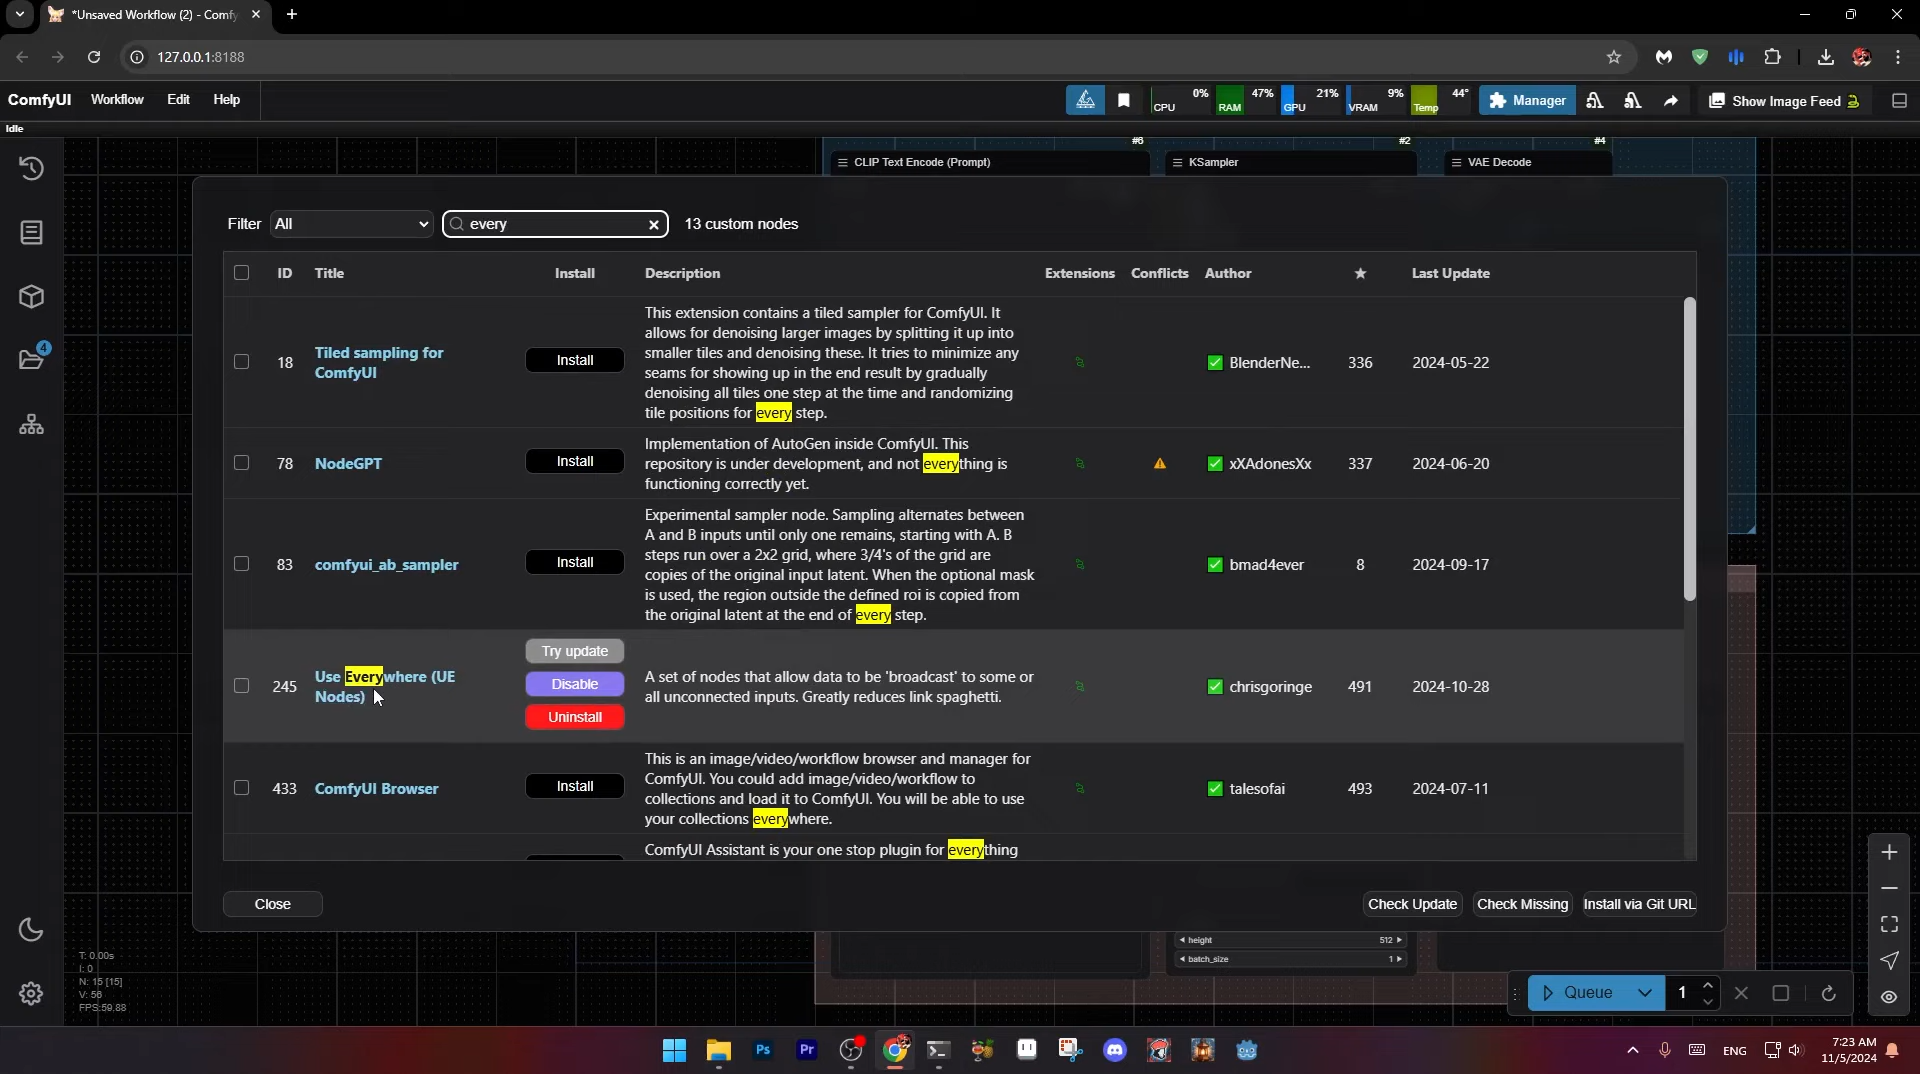 *Unsaved Workflow (2) - Comfy
127.0.0.1:8188
ComfyUI Workflow Edit Help
CPU 0% RAM 47% GPU 21% VRAM 9% Temp 44° Manager Show Image Feed
Idle
#6 #2 #4
CLIP Text Encode (Prompt) KSampler VAE Decode
Filter All every 13 custom nodes
ID Title Install Description Extensions Conflicts Author ★ Last Update
This extension contains a tiled sampler for ComfyUI. It
allows for denoising larger images by splitting it up into
smaller tiles and denoising these. It tries to minimize any
seams for showing up in the end result by gradually
denoising all tiles one step at the time and randomizing
tile positions for every step.
18 Tiled sampling for
ComfyUI
Install
BlenderNe... 336 2024-05-22
Implementation of AutoGen inside ComfyUI. This
repository is under development, and not everything is
functioning correctly yet.
78 NodeGPT Install xXAdonesXx 337 2024-06-20
Experimental sampler node. Sampling alternates between
A and B inputs until only one remains, starting with A. B
steps run over a 2x2 grid, where 3/4's of the grid are
copies of the original input latent. When the optional mask
is used, the region outside the defined roi is copied from
the original latent at the end of every step.
83 comfyui_ab_sampler Install bmad4ever 8 2024-09-17
245 Use Everywhere (UE
Nodes)
Try update
Disable
Uninstall
A set of nodes that allow data to be 'broadcast' to some or
all unconnected inputs. Greatly reduces link spaghetti.
chrisgoringe 491 2024-10-28
This is an image/video/workflow browser and manager for
ComfyUI. You could add image/video/workflow to
collections and load it to ComfyUI. You will be able to use
your collections everywhere.
433 ComfyUI Browser Install talesofai 493 2024-07-11
ComfyUI Assistant is your one stop plugin for everything
Close Check Update Check Missing Install via Git URL
height 512
batch_size 1
4
T: 0.00s
I: 0
N: 15 [15]
V: 56
FPS:59.88
Queue 1
Ps Pr
ENG
7:23 AM
11/5/2024